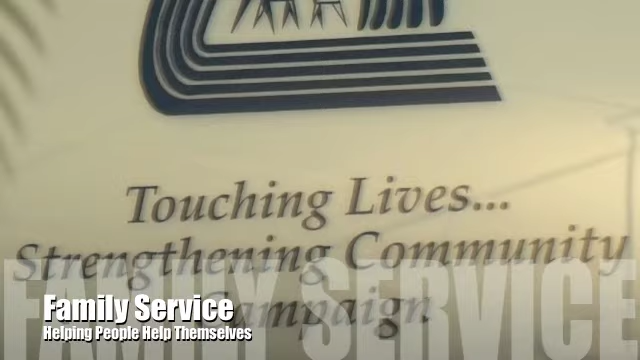 Touching Lives...
Strengthening Community
Campaign
FAMILY SERVICE
Family Service
Helping People Help Themselves